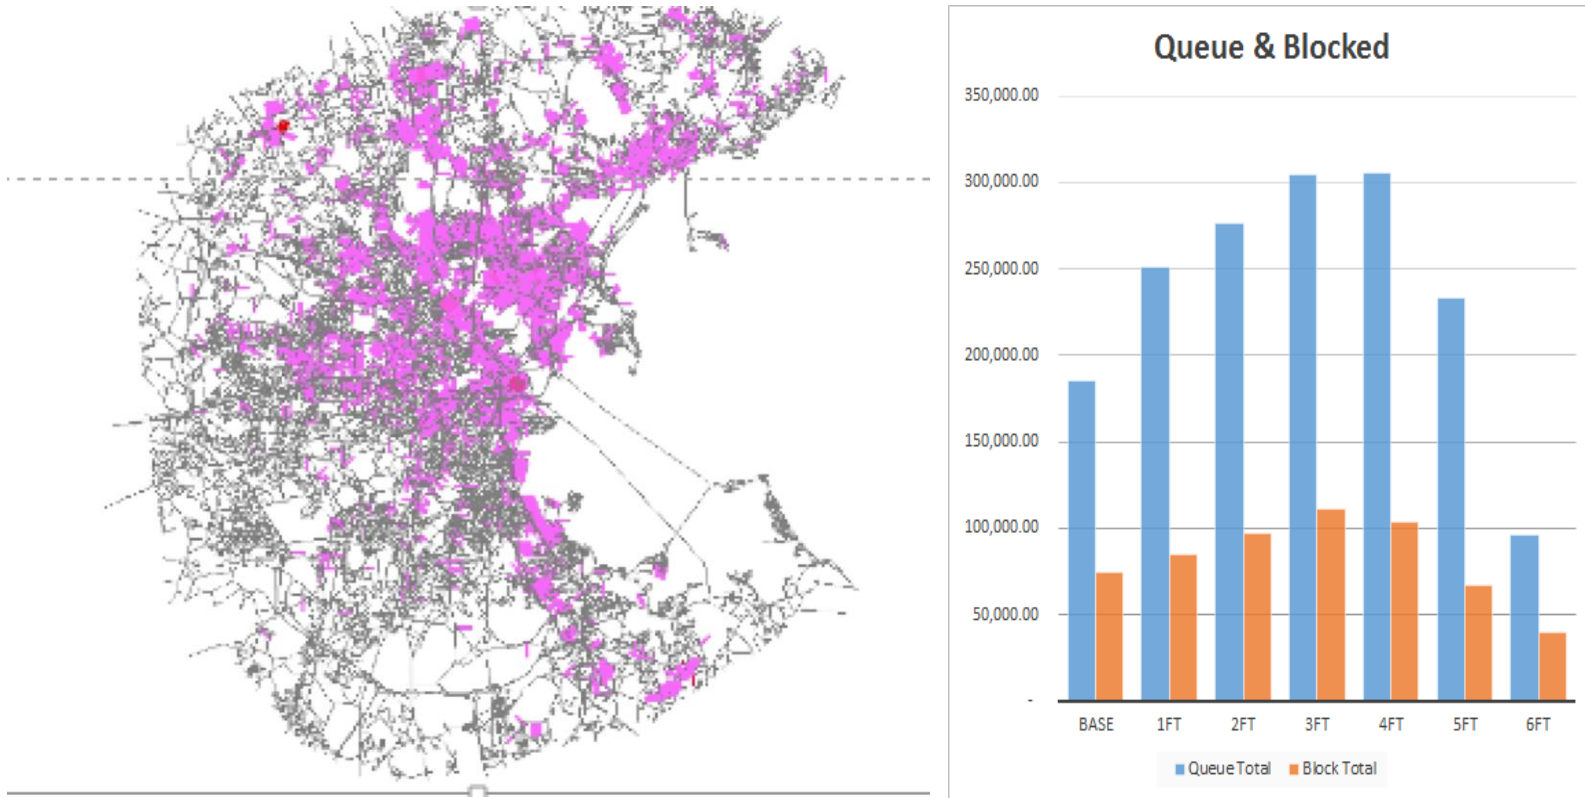 Queue & Blocked
350,000.00
300,000.00
250,000.00
200,000.00
150,000.00
100,000.00
50,000.00
-
BASE 1FT 2FT 3FT 4FT 5FT 6FT
Queue Total Block Total